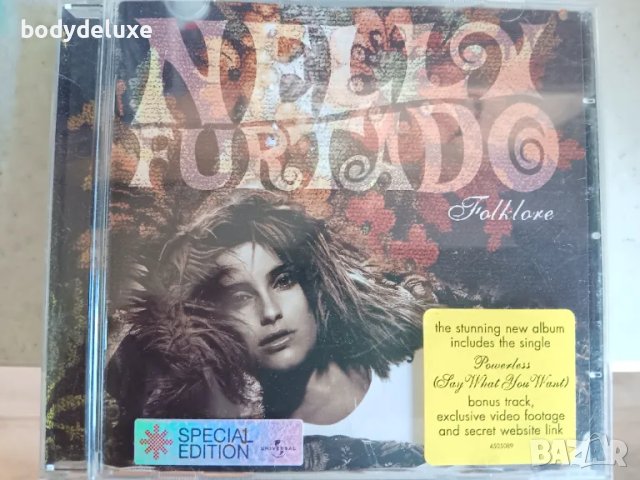 bodydeluxe
NELLY
FURTADO
Folklore
the stunning new album
includes the single
Powerless
(Say What You Want)
bonus track,
exclusive video footage
and secret website link
SPECIAL
EDITION
UNIVERSAL
BAZAR